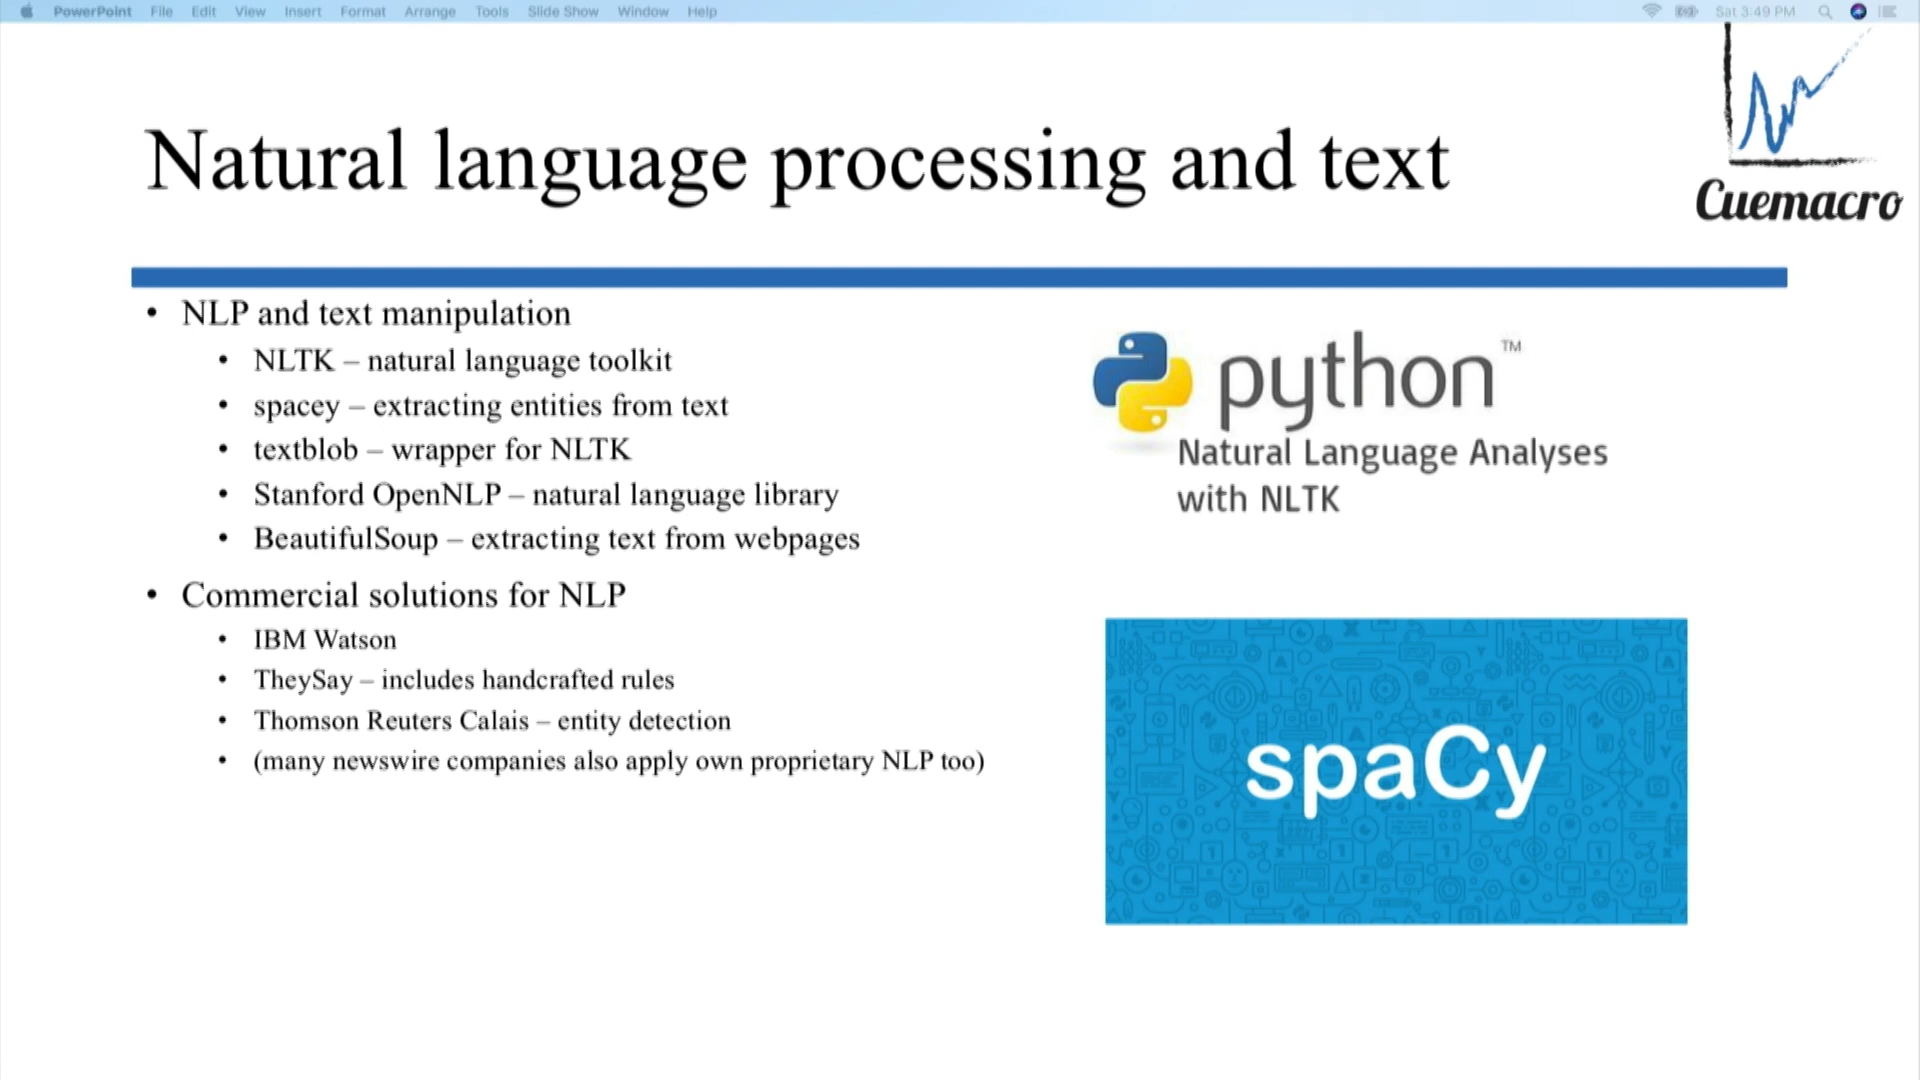 PowerPoint File Edit View Insert Format Arrange Tools Slide Show Window Help Sat 3:49 PM
Cuemacro
Natural language processing and text
• NLP and text manipulation
• NLTK – natural language toolkit
• spacey – extracting entities from text
• textblob – wrapper for NLTK
• Stanford OpenNLP – natural language library
• BeautifulSoup – extracting text from webpages
• Commercial solutions for NLP
• IBM Watson
• TheySay – includes handcrafted rules
• Thomson Reuters Calais – entity detection
• (many newswire companies also apply own proprietary NLP too)
python™
Natural Language Analyses
with NLTK
spaCy